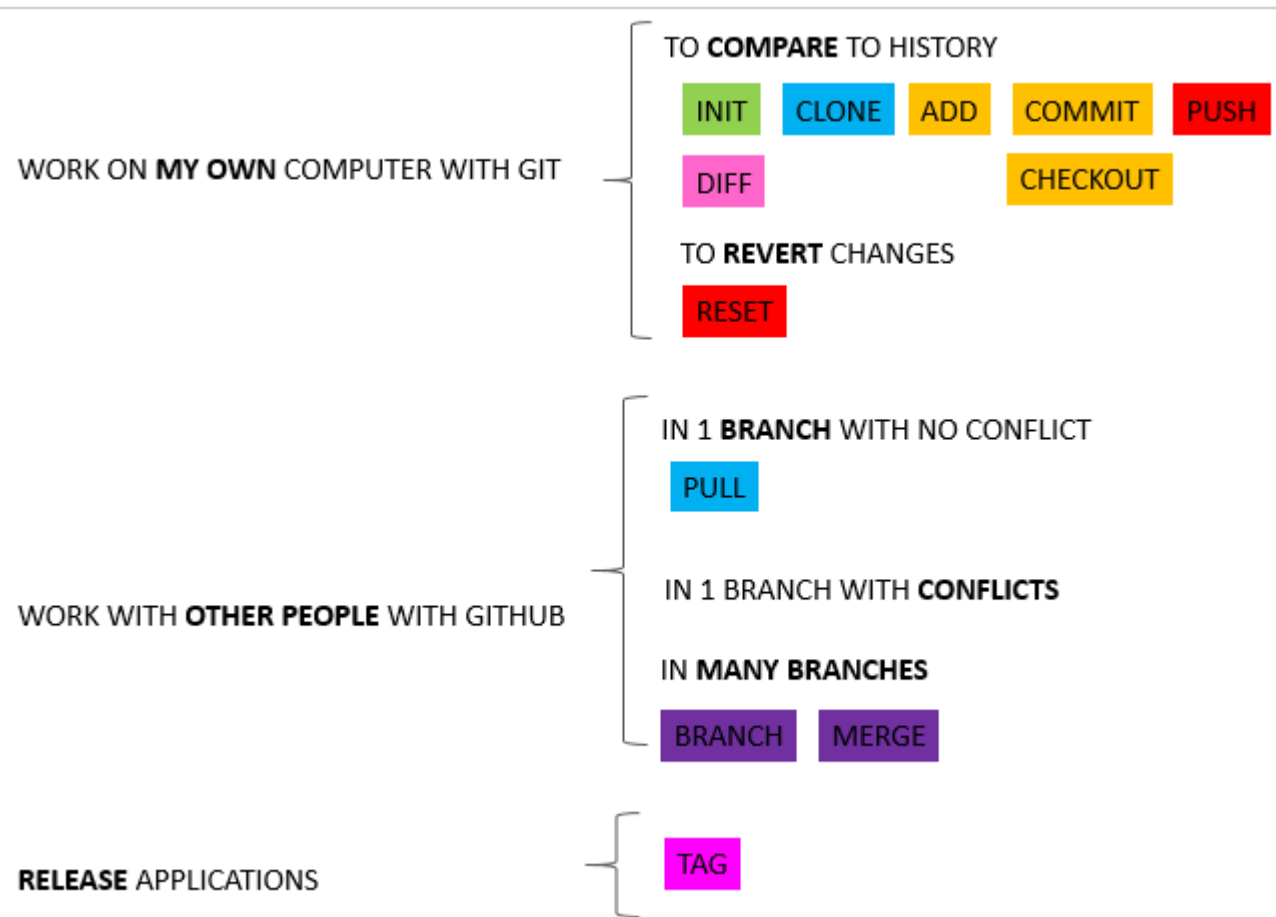 TO COMPARE TO HISTORY
INIT CLONE ADD COMMIT PUSH
WORK ON MY OWN COMPUTER WITH GIT
DIFF CHECKOUT
TO REVERT CHANGES
RESET
IN 1 BRANCH WITH NO CONFLICT
PULL
IN 1 BRANCH WITH CONFLICTS
WORK WITH OTHER PEOPLE WITH GITHUB
IN MANY BRANCHES
BRANCH MERGE
TAG
RELEASE APPLICATIONS